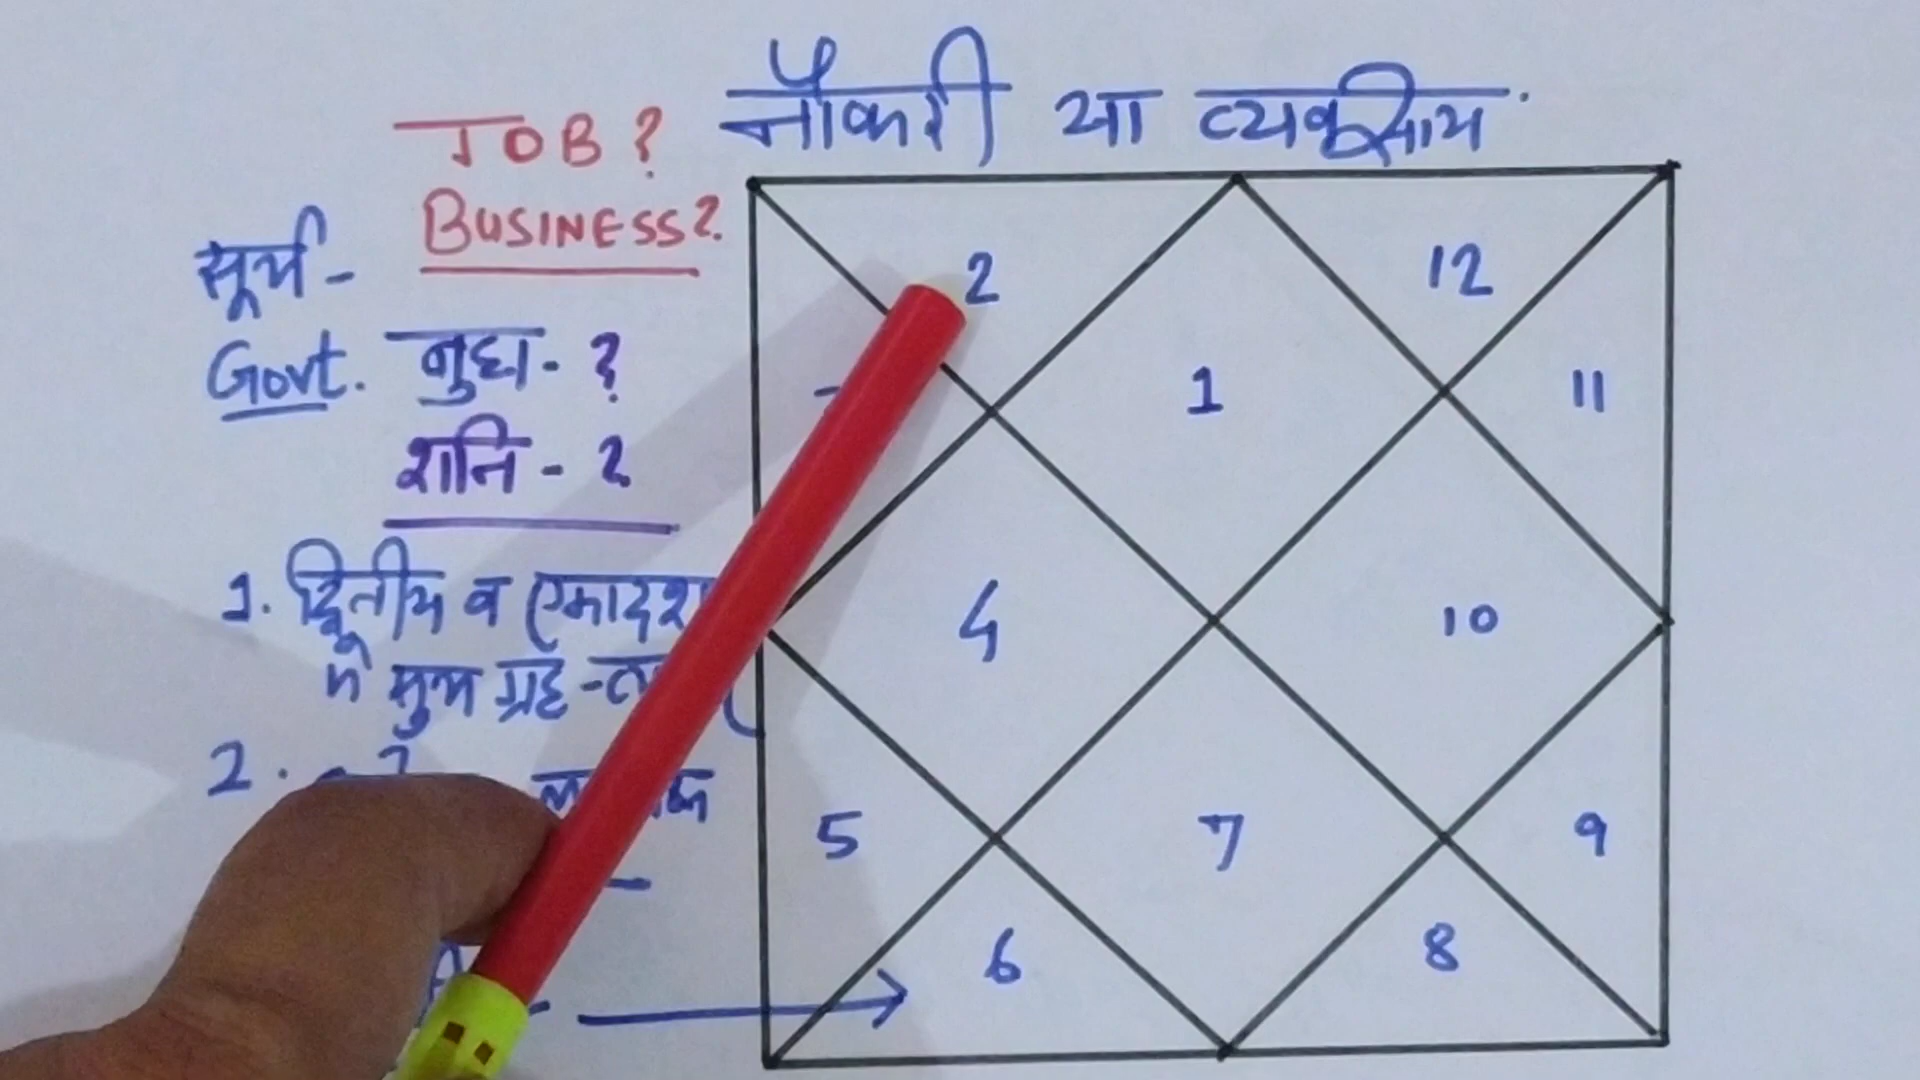 नौकरी या व्यवसाय
JOB?
BUSINESS?
सूर्य-
Govt. बुध- ?
शनि - ?
1. द्वितीय व एकादश
में शुभ ग्रह -
2.
2
12
1
11
4
10
5
7
9
6
8